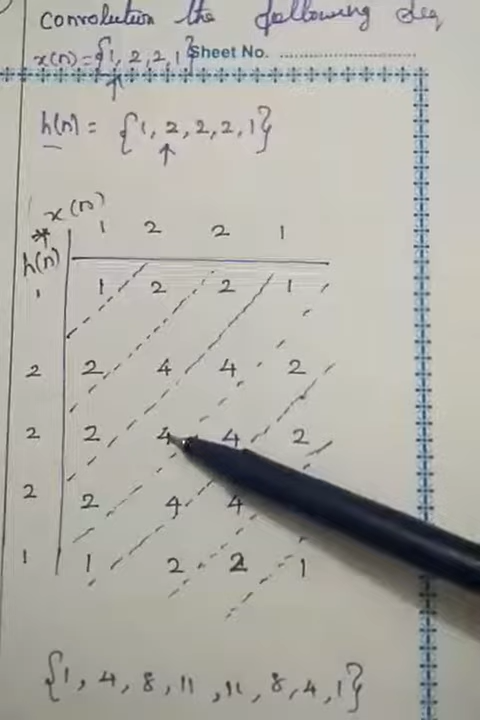 convolution the following seq
x(n)={1, 2, 2, 1} Sheet No. ........................
↑
h(n) = {1, 2, 2, 2, 1}
↑
x(n)
* 1 2 2 1
h(n)
1 1 2 2 1
2 2 4 4 2
2 2 4 4 2
2 2 4 4
1 1 2 2 1
{1, 4, 8, 11, 11, 8, 4, 1}